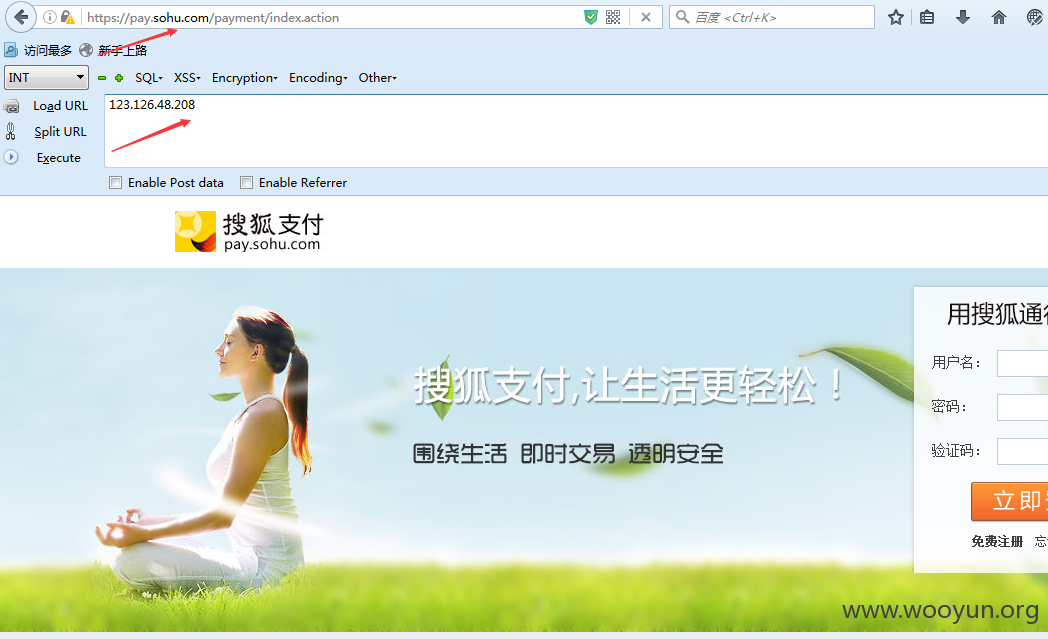 https://pay.sohu.com/payment/index.action
百度 <Ctrl+K>
访问最多 新手上路
INT SQL XSS Encryption Encoding Other
Load URL 123.126.48.208
Split URL
Execute
Enable Post data Enable Referrer
搜狐支付
pay.sohu.com
用搜狐通
搜狐支付,让生活更轻松！
围绕生活 即时交易 透明安全
用户名：
密码：
验证码：
立即
免费注册 忘
www.wooyun.org